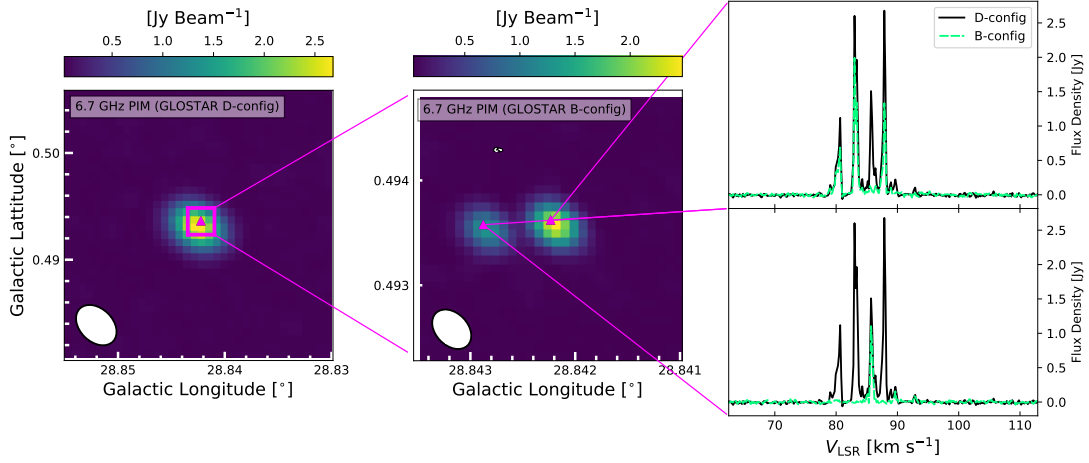 [Jy Beam⁻¹]
0.5 1.0 1.5 2.0 2.5
6.7 GHz PIM (GLOSTAR D-config)
0.50
0.49
Galactic Lattitude [°]
28.85 28.84 28.83
Galactic Longitude [°]
[Jy Beam⁻¹]
0.5 1.0 1.5 2.0
6.7 GHz PIM (GLOSTAR B-config)
0.494
0.493
28.843 28.842 28.841
Galactic Longitude [°]
D-config
B-config
2.5
2.0
1.5
1.0
0.5
0.0
Flux Density [Jy]
2.0
1.5
1.0
0.5
0.0
Flux Density [Jy]
70 80 90 100 110
V_LSR [km s⁻¹]